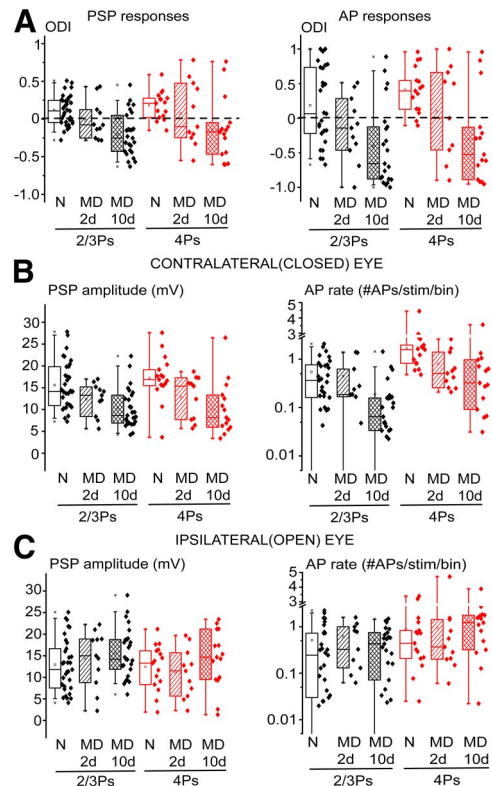 A
PSP responses
AP responses
ODI
ODI
1
0.5
0
-0.5
-1.0
1.0
0.5
0
-0.5
-1.0
N MD MD N MD MD
2d 10d 2d 10d
2/3Ps 4Ps
N MD MD N MD MD
2d 10d 2d 10d
2/3Ps 4Ps
B
CONTRALATERAL(CLOSED) EYE
PSP amplitude (mV)
AP rate (#APs/stim/bin)
30
25
20
15
10
5
0
5
4
3
1
0.1
0.01
N MD MD N MD MD
2d 10d 2d 10d
2/3Ps 4Ps
N MD MD N MD MD
2d 10d 2d 10d
2/3Ps 4Ps
C
IPSILATERAL(OPEN) EYE
PSP amplitude (mV)
AP rate (#APs/stim/bin)
30
25
20
15
10
5
0
5
4
3
1
0.1
0.01
N MD MD N MD MD
2d 10d 2d 10d
2/3Ps 4Ps
N MD MD N MD MD
2d 10d 2d 10d
2/3Ps 4Ps